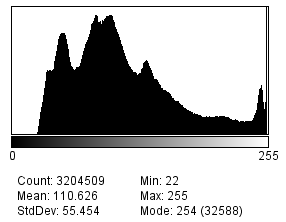 0 255
Count: 3204509 Min: 22
Mean: 110.626 Max: 255
StdDev: 55.454 Mode: 254 (32588)